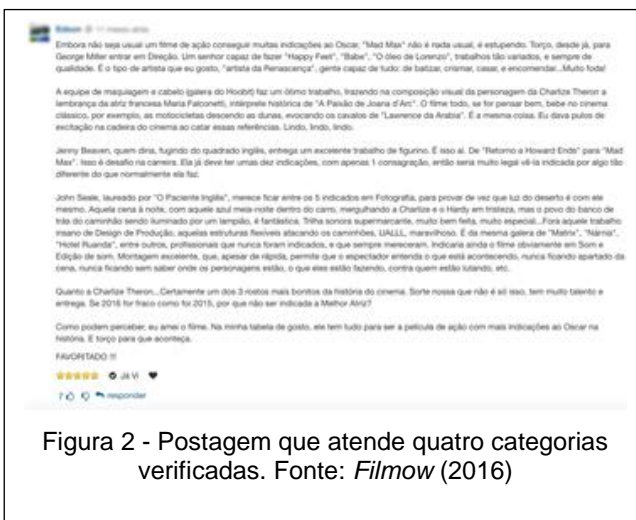 Edson 11 meses atrás
Embora não seja usual um filme de ação conseguir muitas indicações ao Oscar, "Mad Max" não é nada usual, é estupendo. Torço, desde já, para
George Miller entrar em Direção. Um senhor capaz de fazer "Happy Feet", "Babe", "O óleo de Lorenzo", trabalhos tão variados, e sempre de
qualidade. É o tipo de artista que eu gosto, "artista da Renascença", gente capaz de tudo: de batizar, crismar, casar, e encomendar...Muito foda!
A equipe de maquiagem e cabelo (galera do Hoobit) faz um ótimo trabalho, trazendo na composição visual da personagem da Charlize Theron a
lembrança da atriz francesa Maria Falconetti, intérprete histórica de "A Paixão de Joana d'Arc". O filme todo, se for pensar bem, bebe no cinema
clássico, por exemplo, as motocicletas descendo as dunas, evocando os cavalos de "Lawrence da Arabia". É a mesma coisa. Eu dava pulos de
excitação na cadeira do cinema ao catar essas referências. Lindo, lindo, lindo.
Jenny Beaven, quem diria, fugindo do quadrado inglês, entrega um excelente trabalho de figurino. É isso aí. De "Retorno a Howard Ends" para "Mad
Max". Isso é desafio na carreira. Ela já deve ter umas dez indicações, com apenas 1 consagração, então seria muito legal vê-la indicada por algo tão
diferente do que normalmente ela faz.
John Seale, laureado por "O Paciente Inglês", merece ficar entre os 5 indicados em Fotografia, para provar de vez que luz do deserto é com ele
mesmo. Aquela cena à noite, com aquele azul meia-noite dentro do carro, mergulhando a Charlize e o Hardy em tristeza, mas o povo do banco de
trás do caminhão sendo iluminado por um lampião, é fantástica. Trilha sonora supermarcante, muito bem feita, muito especial...Fora aquele trabalho
insano de Design de Produção, aquelas estruturas flexíveis atacando os caminhões, UALLL, maravilhoso. É da mesma galera de "Matrix", "Nárnia",
"Hotel Ruanda", entre outros, profissionais que nunca foram indicados, e que sempre mereceram. Indicaria ainda o filme obviamente em Som e
Edição de som. Montagem excelente, que, apesar de rápida, permite que o espectador entenda o que está acontecendo, nunca ficando apartado da
cena, nunca ficando sem saber onde os personagens estão, o que eles estão fazendo, contra quem estão lutando, etc.
Quanto a Charlize Theron...Certamente um dos 3 rostos mais bonitos da história do cinema. Sorte nossa que não é só isso, tem muito talento e
entrega. Se 2016 for fraco como foi 2015, por que não ser indicada a Melhor Atriz?
Como podem perceber, eu amei o filme. Na minha tabela de gosto, ele tem tudo para ser a película de ação com mais indicações ao Oscar na
história. E torço para que aconteça.
FAVORITADO !!!
Já Vi
7 responder
Figura 2 - Postagem que atende quatro categorias
verificadas. Fonte: Filmow (2016)